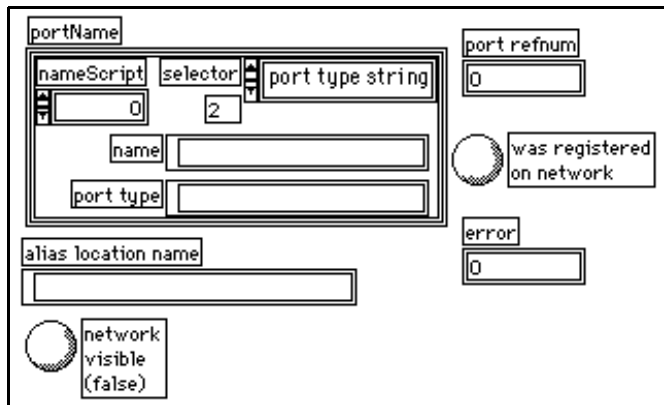 portName
nameScript
selector
port type string
0
2
name
port type
alias location name
network
visible
(false)
port refnum
0
was registered
on network
error
0